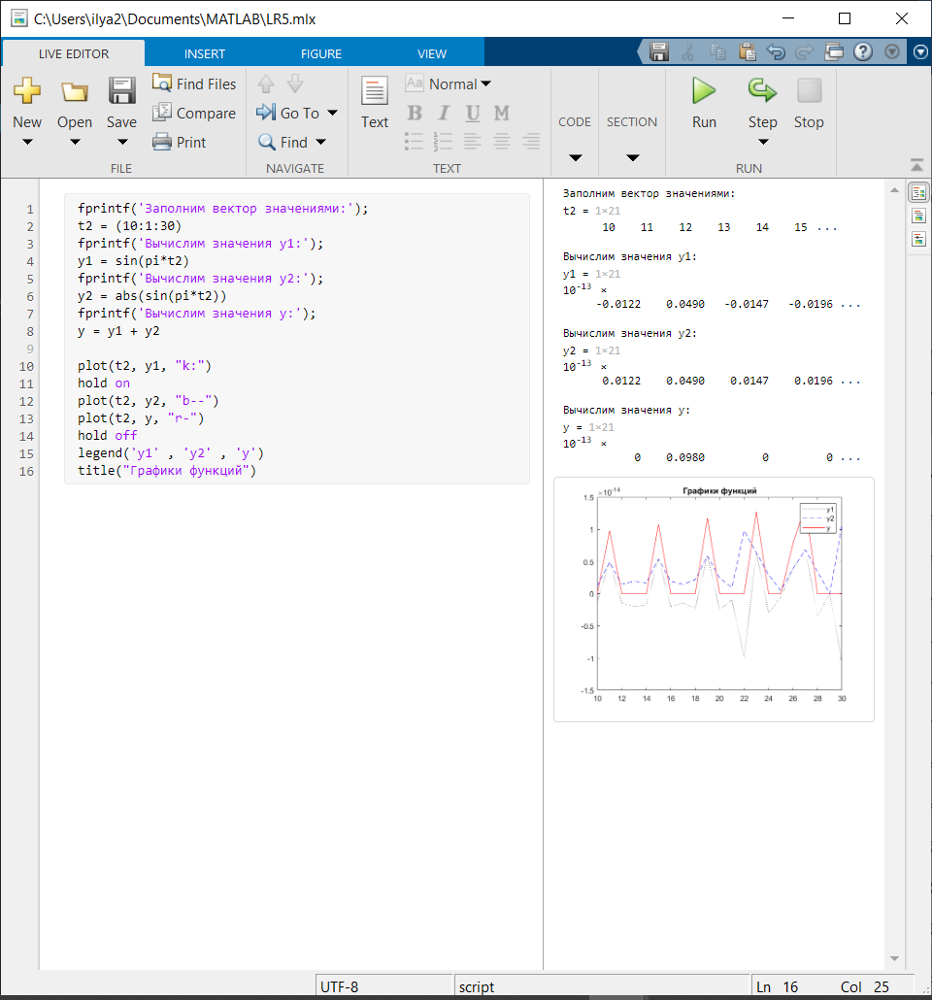 C:\Users\ilya2\Documents\MATLAB\LR5.mlx
LIVE EDITOR INSERT FIGURE VIEW
New Open Save Find Files Compare Print
FILE
Go To Find
NAVIGATE
Text Aa Normal
B I U M
TEXT
CODE
SECTION
Run Step Stop
RUN
1 fprintf('Заполним вектор значениями:');
2 t2 = (10:1:30)
3 fprintf('Вычислим значения y1:');
4 y1 = sin(pi*t2)
5 fprintf('Вычислим значения y2:');
6 y2 = abs(sin(pi*t2))
7 fprintf('Вычислим значения y:');
8 y = y1 + y2
9
10 plot(t2, y1, "k:")
11 hold on
12 plot(t2, y2, "b--")
13 plot(t2, y, "r-")
14 hold off
15 legend('y1' , 'y2' , 'y')
16 title("Графики функций")
Заполним вектор значениями:
t2 = 1×21
10 11 12 13 14 15 ...
Вычислим значения y1:
y1 = 1×21
10-13 ×
-0.0122 0.0490 -0.0147 -0.0196 ...
Вычислим значения y2:
y2 = 1×21
10-13 ×
0.0122 0.0490 0.0147 0.0196 ...
Вычислим значения y:
y = 1×21
10-13 ×
0 0.0980 0 0 ...
Графики функций
×10-14
1.5
1
0.5
0
-0.5
-1
-1.5
10 12 14 16 18 20 22 24 26 28 30
y1
y2
y
UTF-8 script Ln 16 Col 25